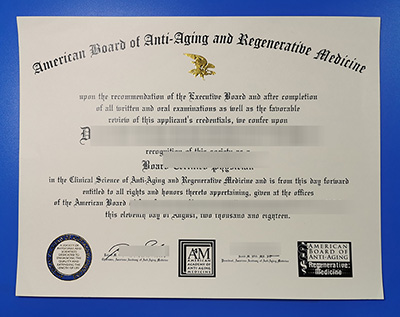 American Board of Anti-Aging and Regenerative Medicine
upon the recommendation of the Executive Board and after completion
of all written and oral examinations as well as the favorable
review of this applicant's credentials, we confer upon
D
recognition of this society as a
Board Certified Physician
in the Clinical Science of Anti-Aging and Regenerative Medicine and is from this day forward
entitled to all rights and honors thereto appertaining, given at the offices
of the American Board
this eleventh day of August, two thousand and eighteen.
AM
AMERICAN
ACADEMY OF
ANTI-AGING
MEDICINE
AMERICAN
BOARD OF
ANTI-AGING
Regenerative
Medicine